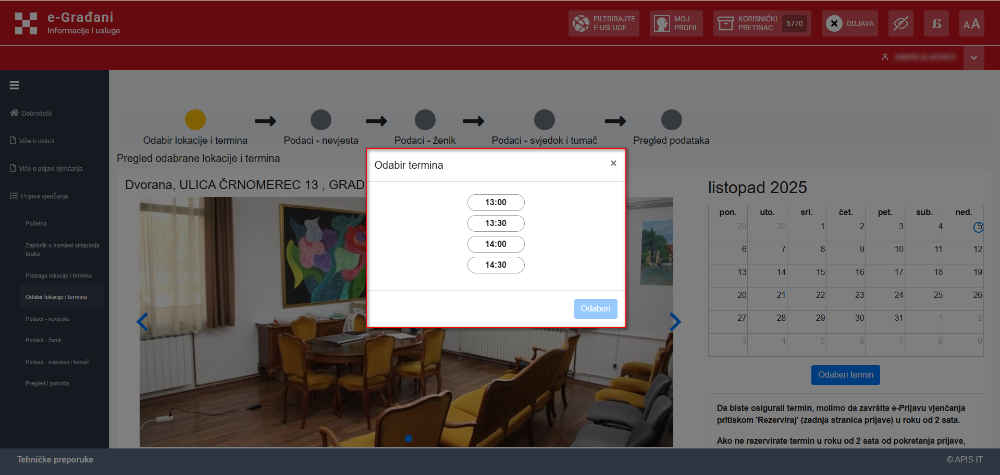 e-Građani
Informacije i usluge
FILTRIRAJTE
E-USLUGE
MOJ
PROFIL
KORISNIČKI
PRETINAC
5770
ODJAVA
AA
Dobrodošli
Više o usluzi
Više o prijavi vjenčanja
Prijava vjenčanja
Početna
Zapisnik o namjeni sklapanja
braka
Pretraga lokacije i termina
Odabir lokacije i termina
Podaci - nevjesta
Podaci - ženik
Podaci - svjedoci i tumač
Pregled i potvrda
Odabir lokacije i termina
Podaci - nevjesta
Podaci - ženik
Podaci - svjedok i tumač
Pregled podataka
Pregled odabrane lokacije i termina
Dvorana, ULICA ČRNOMEREC 13 , GRAD
Odabir termina
×
13:00
13:30
14:00
14:30
Odaberi
listopad 2025
pon. uto. sri. čet. pet. sub. ned.
29 30 1 2 3 4 5
6 7 8 9 10 11 12
13 14 15 16 17 18 19
20 21 22 23 24 25 26
27 28 29 30 31 1 2
3 4 5 6 7 8 9
Odaberi termin
Da biste osigurali termin, molimo da završite e-Prijavu vjenčanja
pritiskom 'Rezerviraj' (zadnja stranica prijave) u roku od 2 sata.
Ako ne rezervirate termin u roku od 2 sata od pokretanja prijave,
Tehničke preporuke
© APIS IT